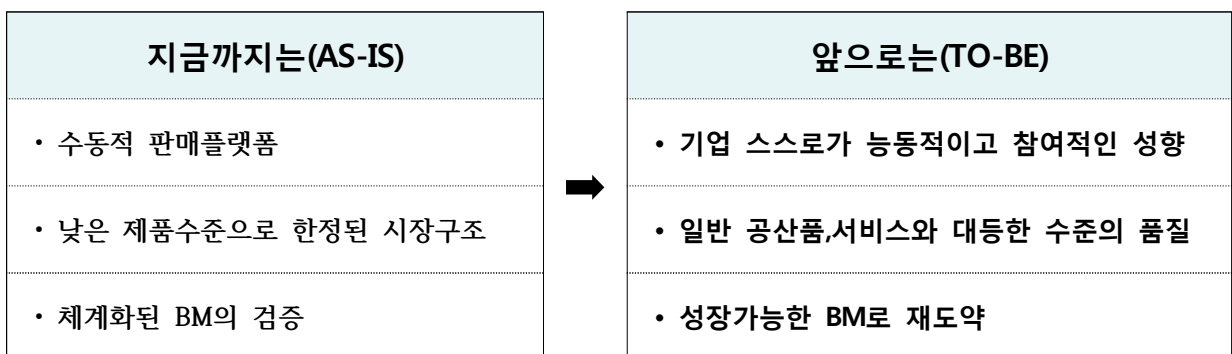 지금까지는(AS-IS)
• 수동적 판매플랫폼
• 낮은 제품수준으로 한정된 시장구조
• 체계화된 BM의 검증
앞으로는(TO-BE)
• 기업 스스로가 능동적이고 참여적인 성향
• 일반 공산품,서비스와 대등한 수준의 품질
• 성장가능한 BM로 재도약